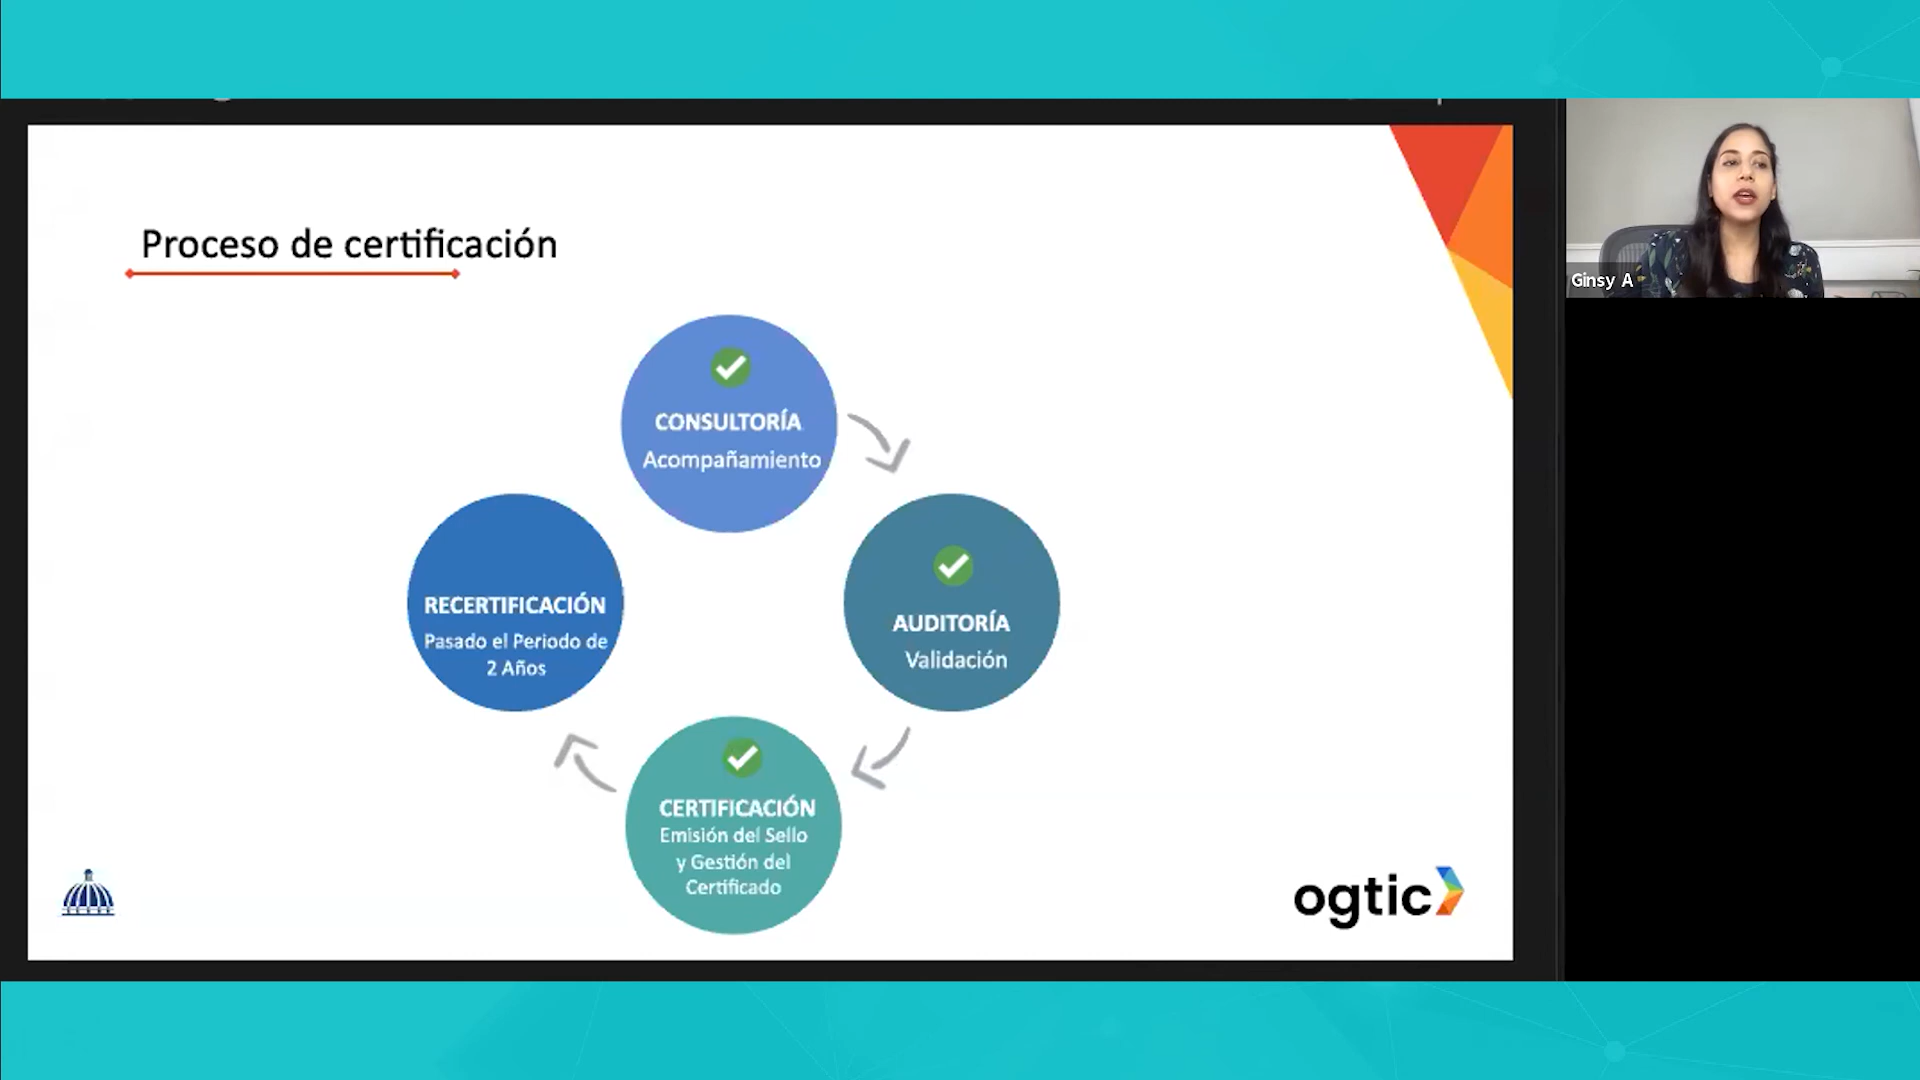 Proceso de certificación
CONSULTORÍA
Acompañamiento
AUDITORÍA
Validación
CERTIFICACIÓN
Emisión del Sello
y Gestión del
Certificado
RECERTIFICACIÓN
Pasado el Periodo de
2 Años
ogtic
Ginsy A